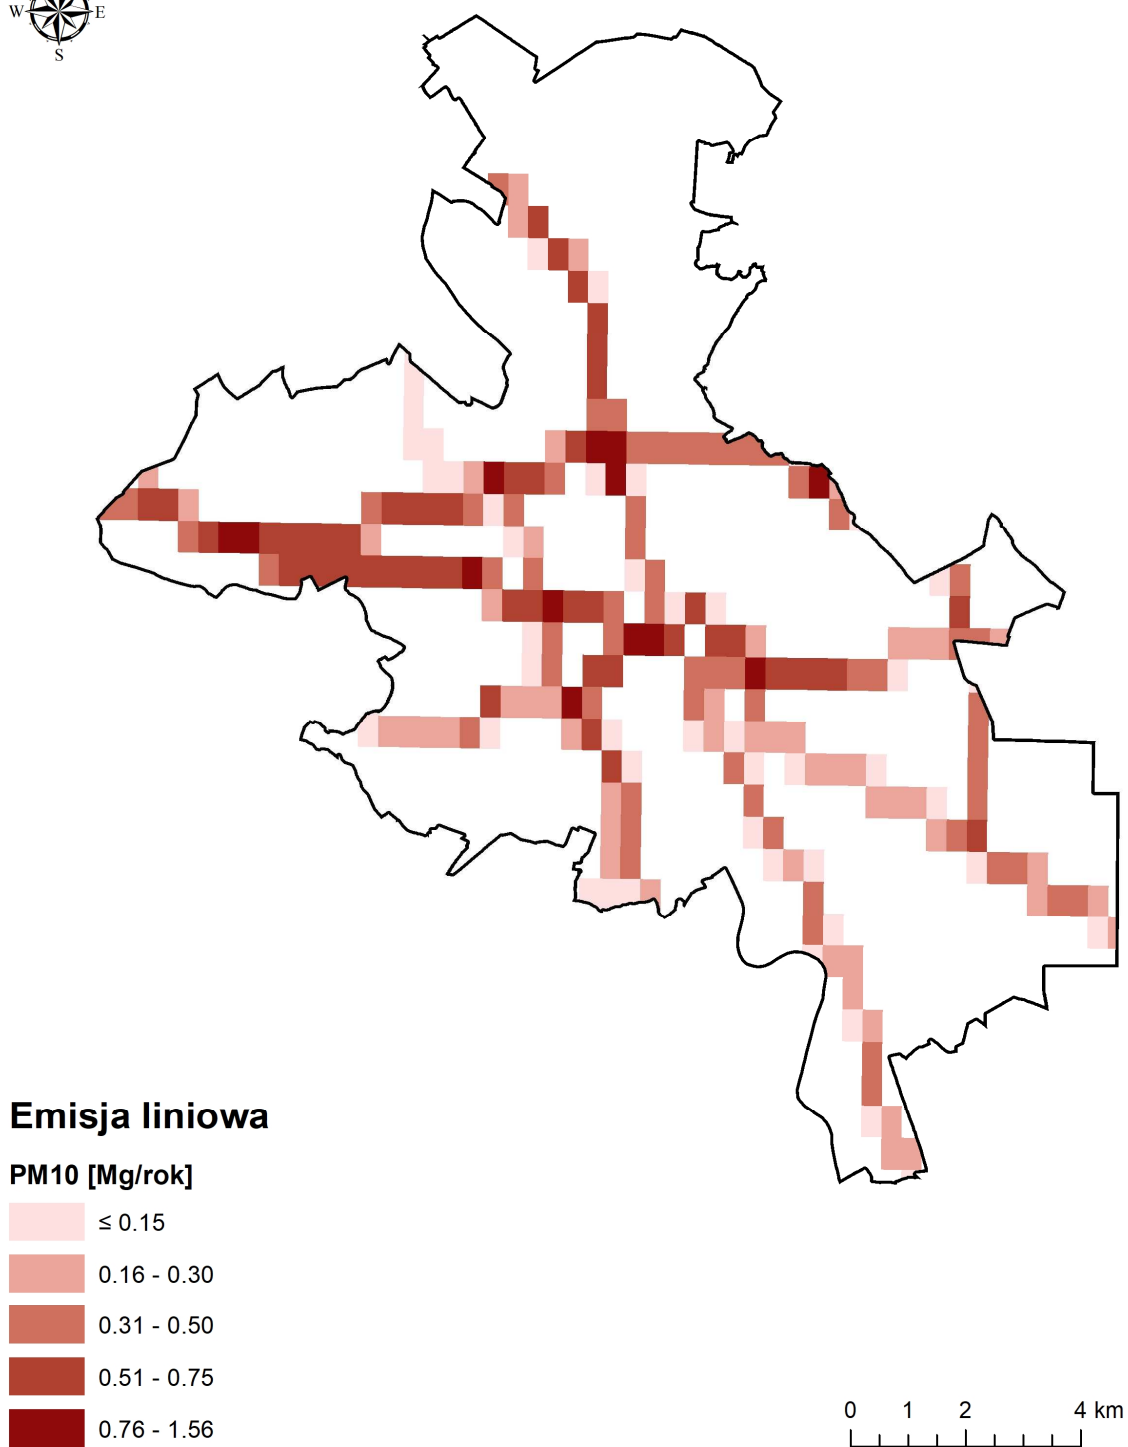 W E
S
Emisja liniowa
PM10 [Mg/rok]
≤ 0.15
0.16 - 0.30
0.31 - 0.50
0.51 - 0.75
0.76 - 1.56
0 1 2 4 km